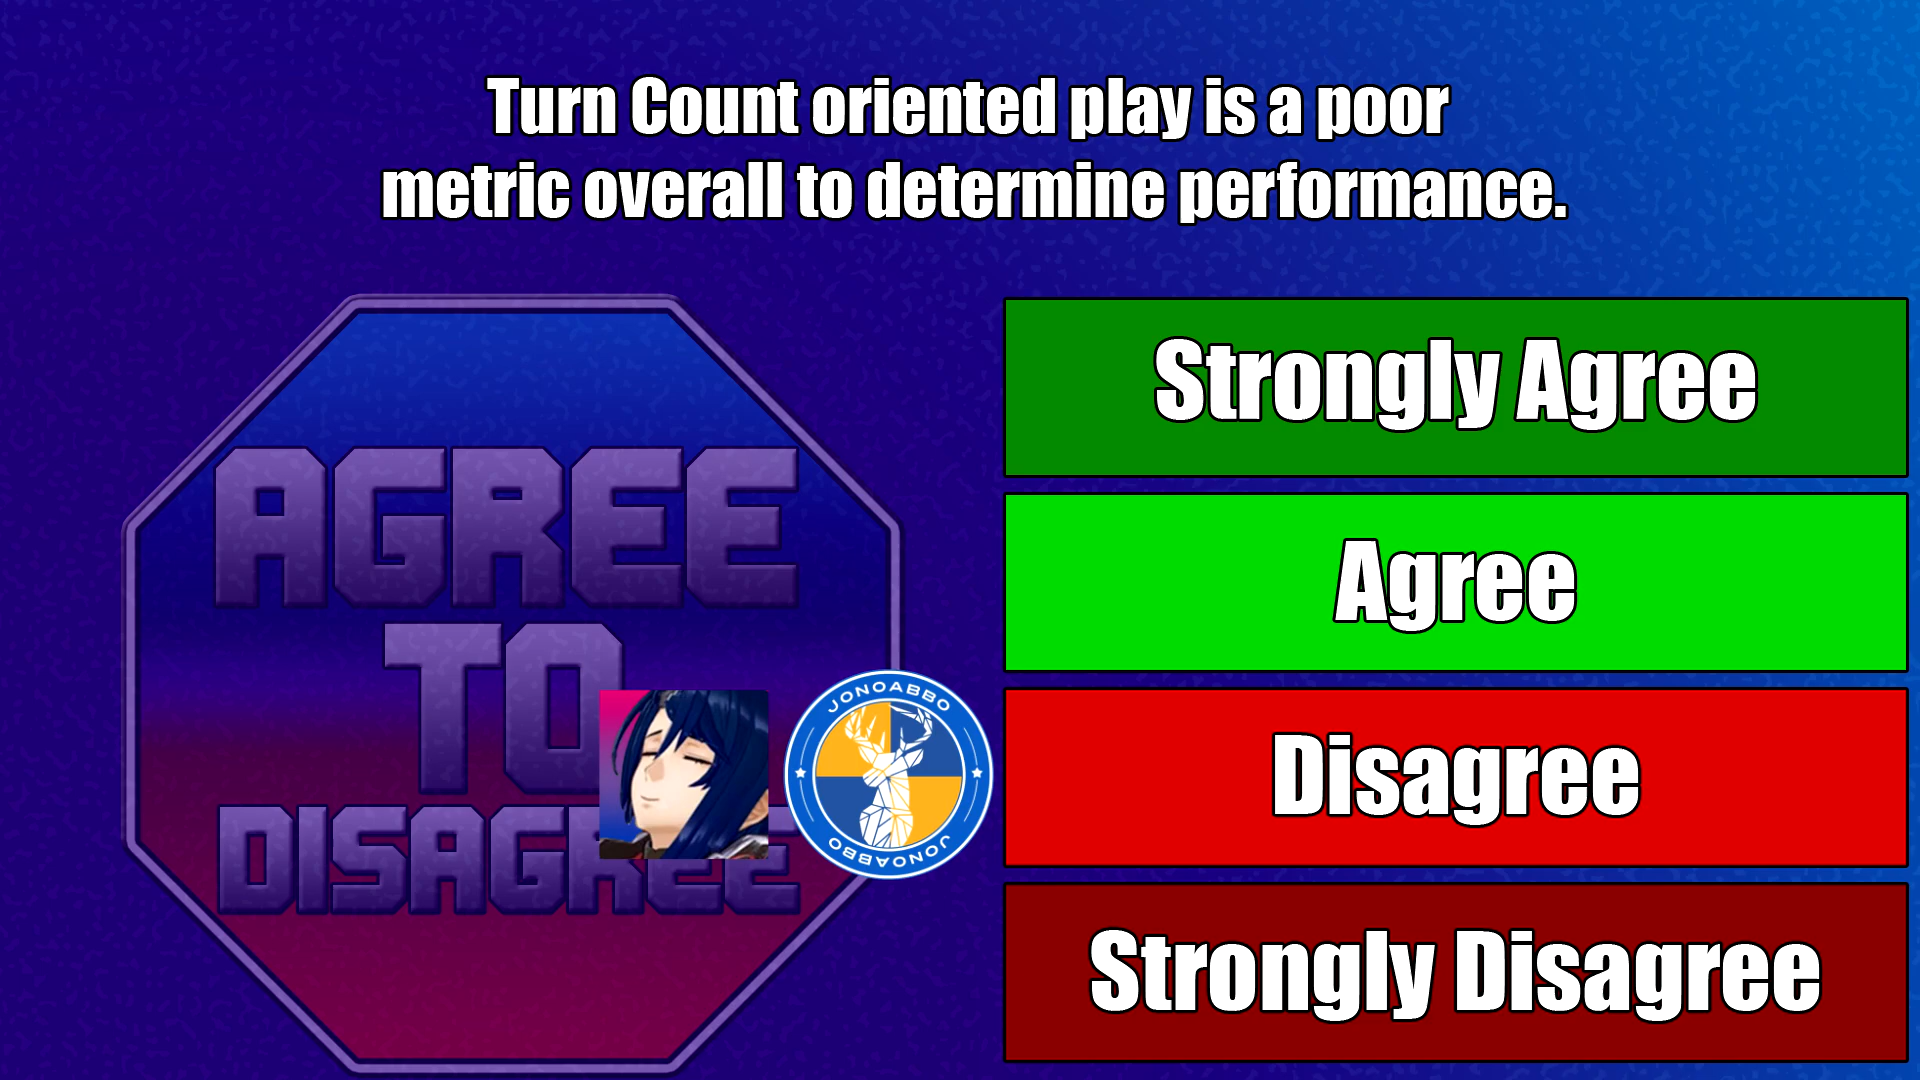 Turn Count oriented play is a poor
metric overall to determine performance.
AGREE
TO
DISAGREE
JONOABBO
JONOABBO
Strongly Agree
Agree
Disagree
Strongly Disagree